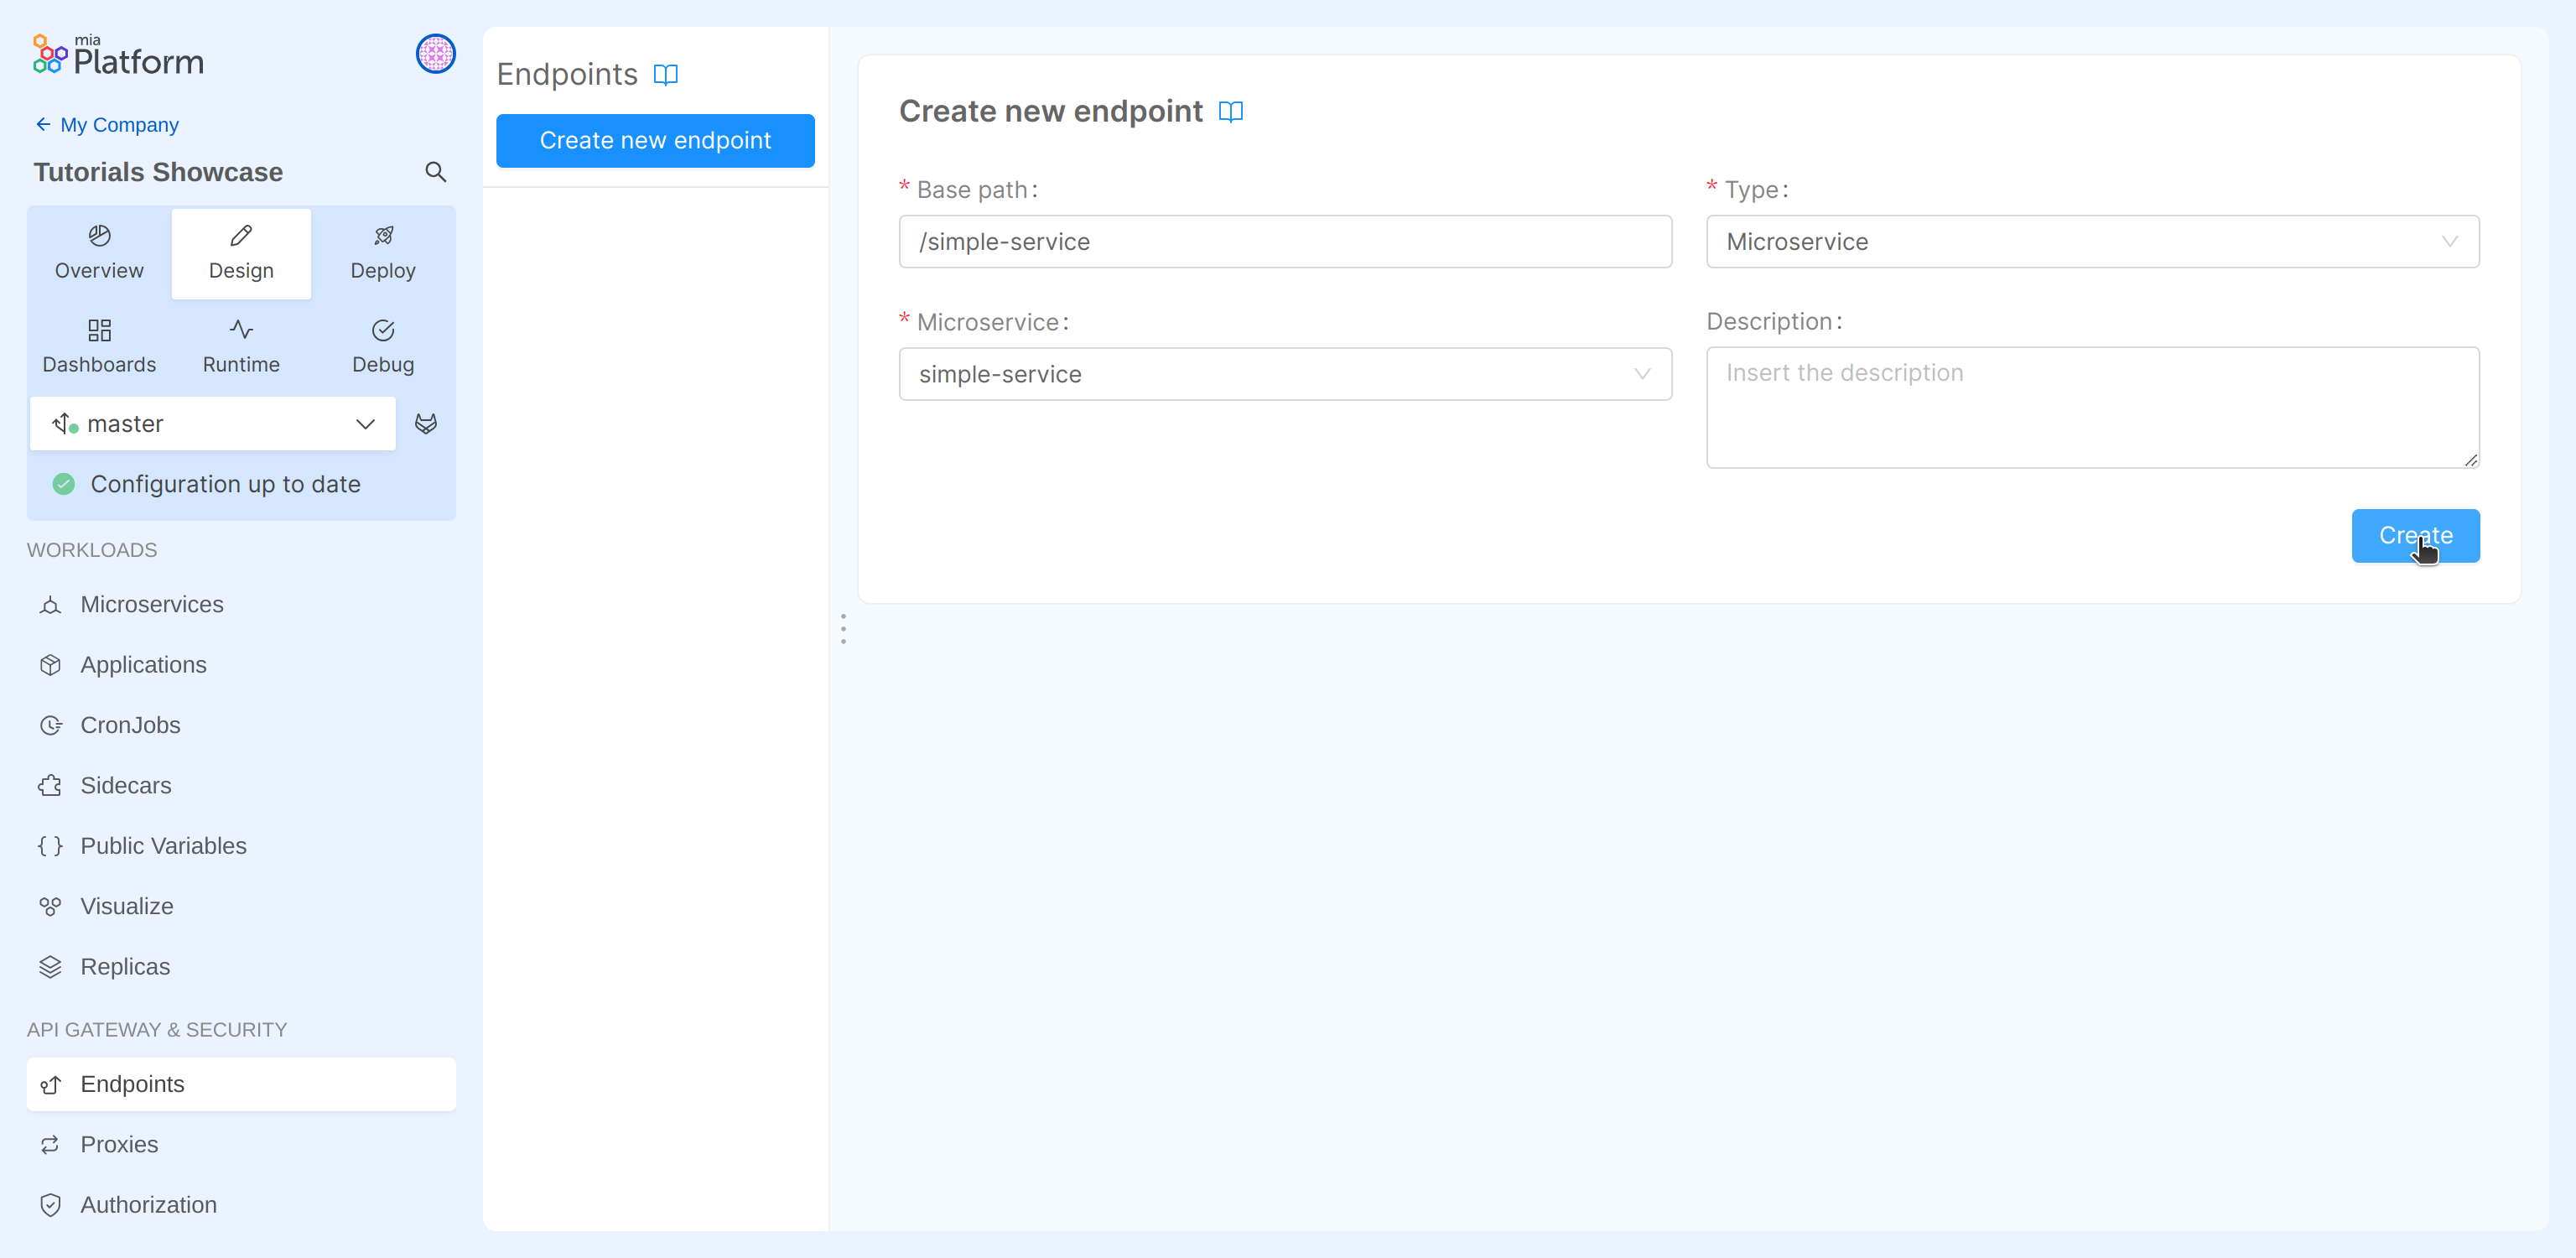 mia
Platform
My Company
Tutorials Showcase
Overview
Design
Deploy
Dashboards
Runtime
Debug
master
Configuration up to date
WORKLOADS
Microservices
Applications
CronJobs
Sidecars
Public Variables
Visualize
Replicas
API GATEWAY & SECURITY
Endpoints
Proxies
Authorization
Endpoints
Create new endpoint
Create new endpoint
* Base path:
/simple-service
* Type:
Microservice
* Microservice:
simple-service
Description:
Insert the description
Create